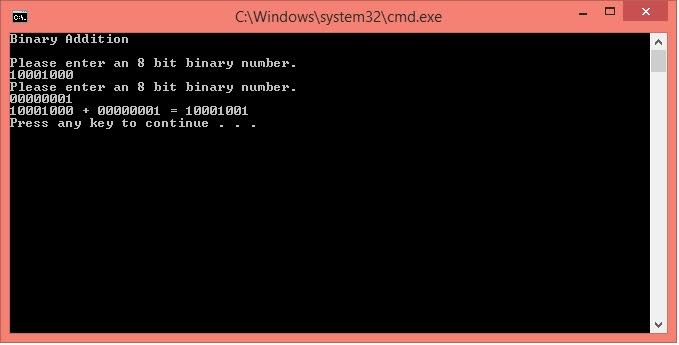 C:\Windows\system32\cmd.exe
Binary Addition
Please enter an 8 bit binary number.
10001000
Please enter an 8 bit binary number.
00000001
10001000 + 00000001 = 10001001
Press any key to continue . . .